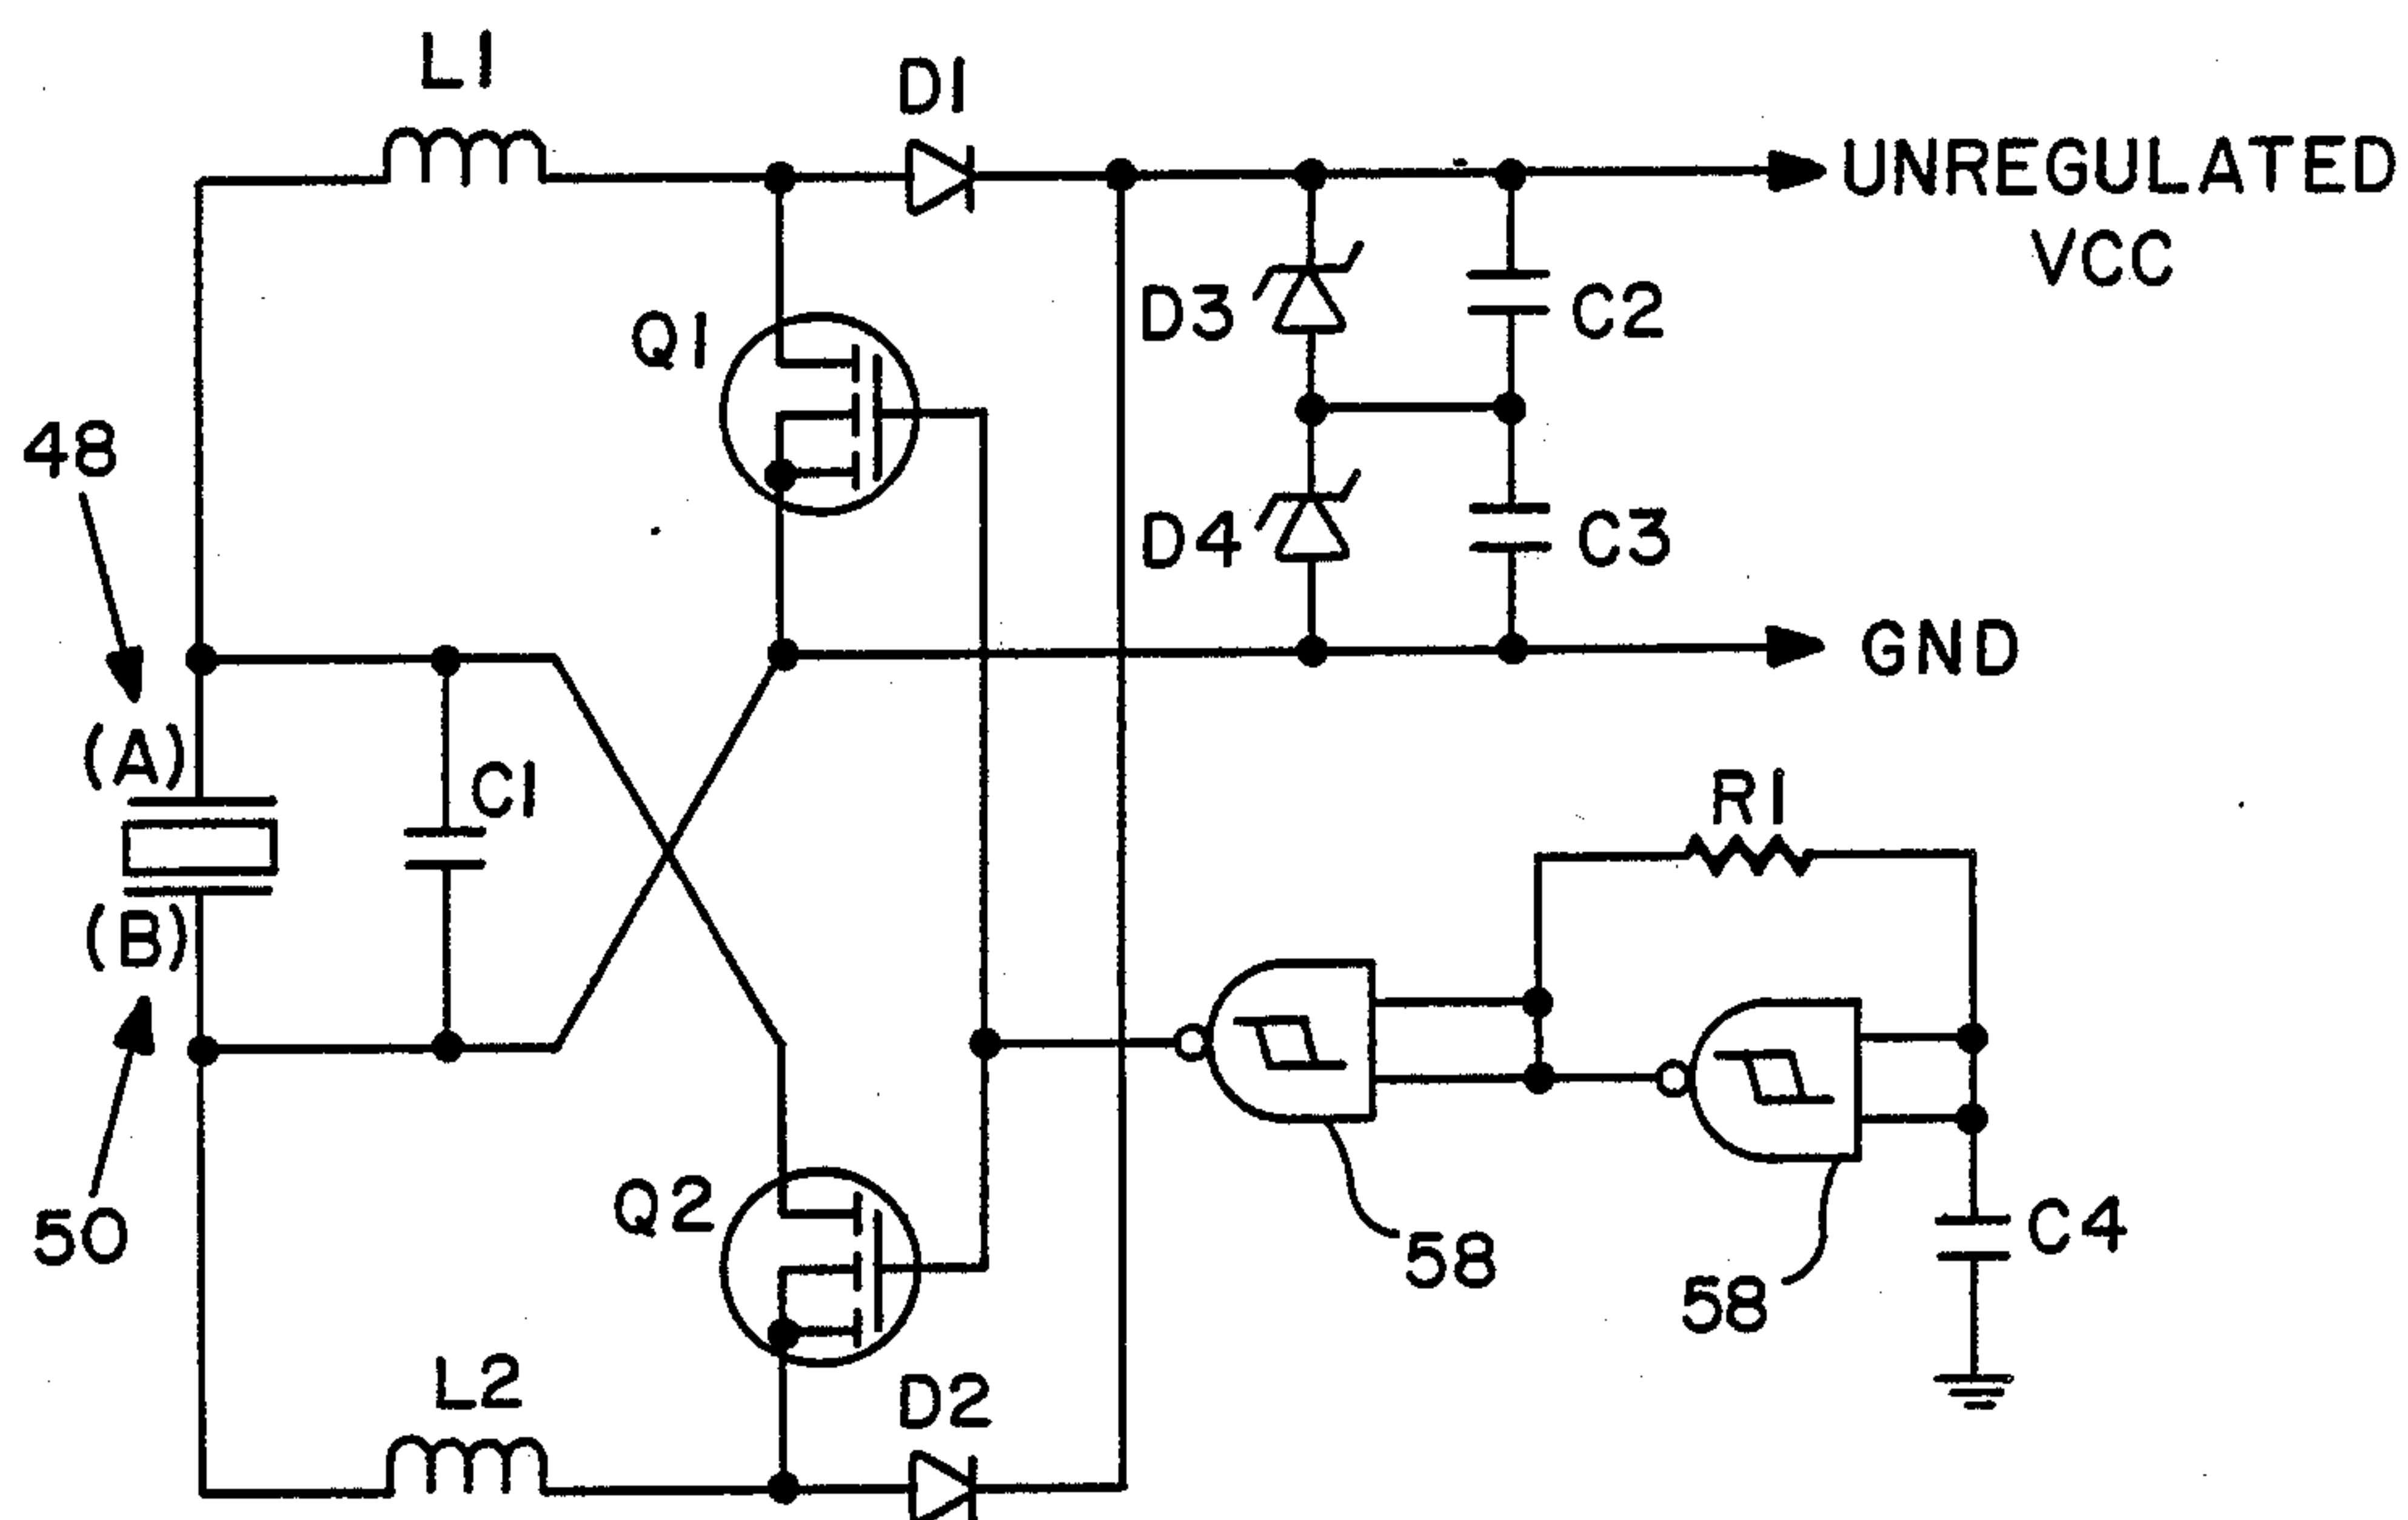 L1
D1
UNREGULATED
VCC
Q1
D3
C2
48
D4
C3
GND
(A)
C1
R1
(B)
50
Q2
58
58
C4
L2
D2